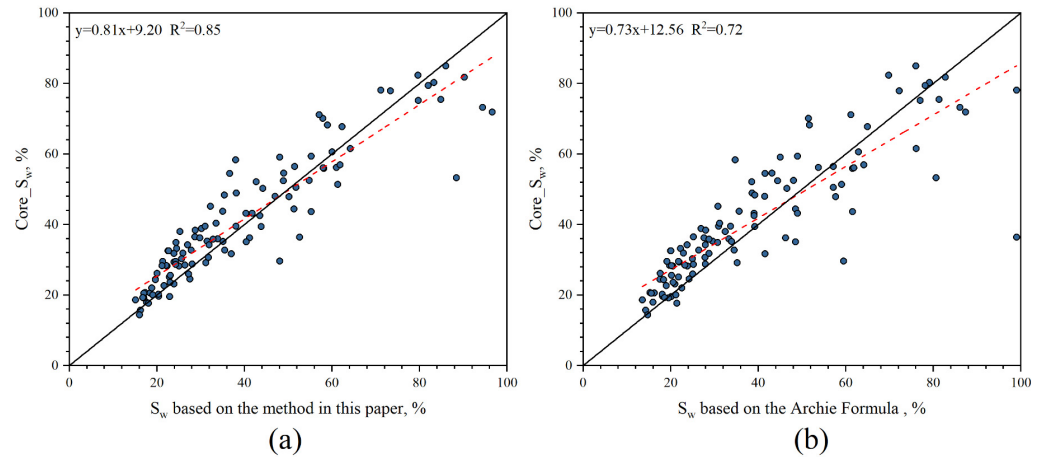 y=0.81x+9.20 R²=0.85
Core_Sw, %
100
80
60
40
20
0
0 20 40 60 80 100
Sw based on the method in this paper, %
(a)
y=0.73x+12.56 R²=0.72
Core_Sw, %
100
80
60
40
20
0
0 20 40 60 80 100
Sw based on the Archie Formula , %
(b)